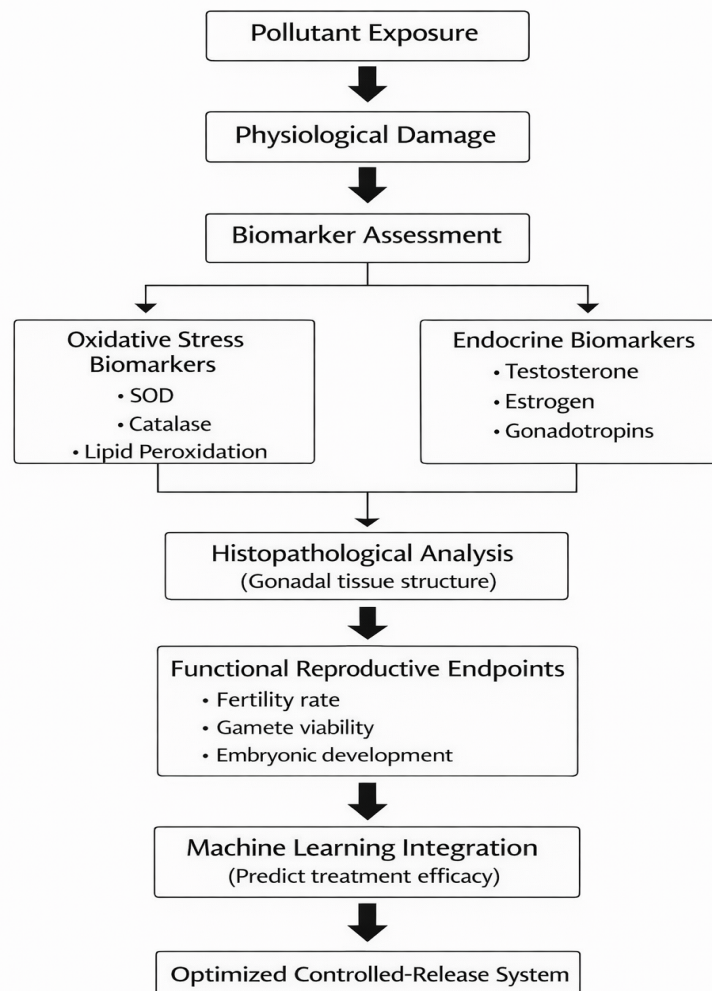 Pollutant Exposure
Physiological Damage
Biomarker Assessment
Oxidative Stress
Biomarkers
• SOD
• Catalase
• Lipid Peroxidation
Endocrine Biomarkers
• Testosterone
• Estrogen
• Gonadotropins
Histopathological Analysis
(Gonadal tissue structure)
Functional Reproductive Endpoints
• Fertility rate
• Gamete viability
• Embryonic development
Machine Learning Integration
(Predict treatment efficacy)
Optimized Controlled-Release System